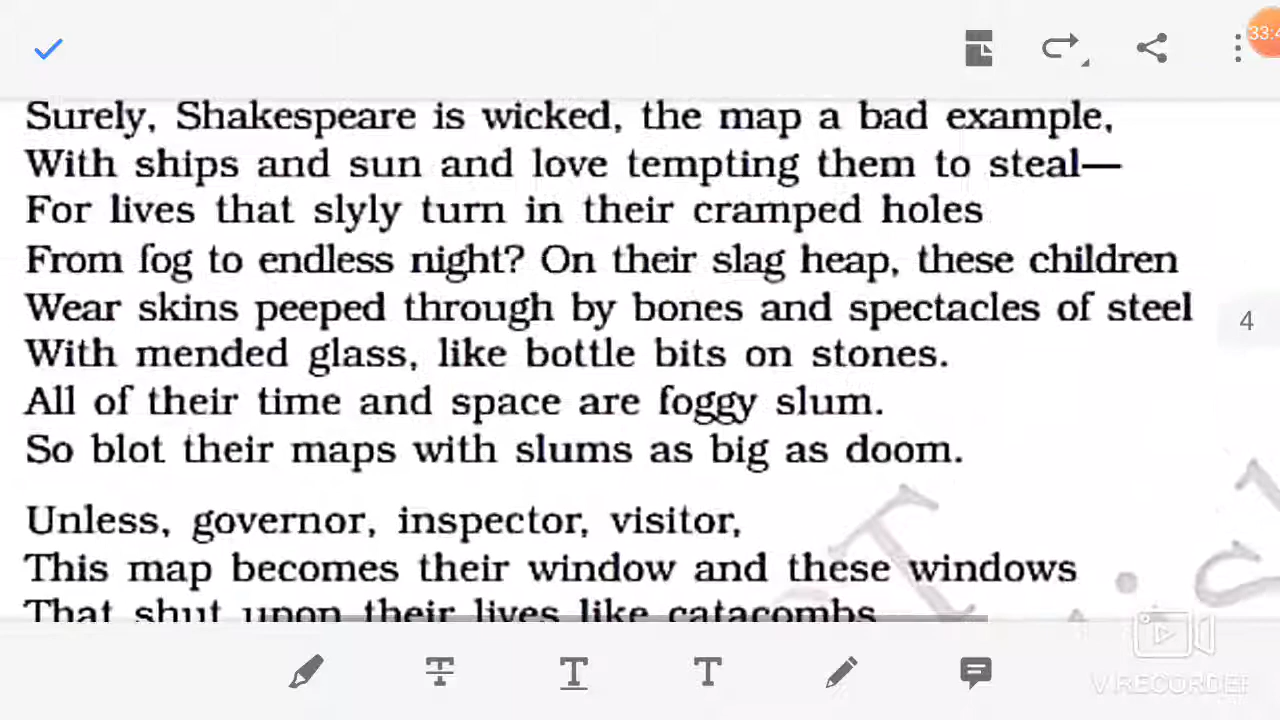 33:4
Surely, Shakespeare is wicked, the map a bad example,
With ships and sun and love tempting them to steal—
For lives that slyly turn in their cramped holes
From fog to endless night? On their slag heap, these children
Wear skins peeped through by bones and spectacles of steel
With mended glass, like bottle bits on stones.
All of their time and space are foggy slum.
So blot their maps with slums as big as doom.
4
Unless, governor, inspector, visitor,
This map becomes their window and these windows
That shut upon their lives like catacombs
V RECORDER